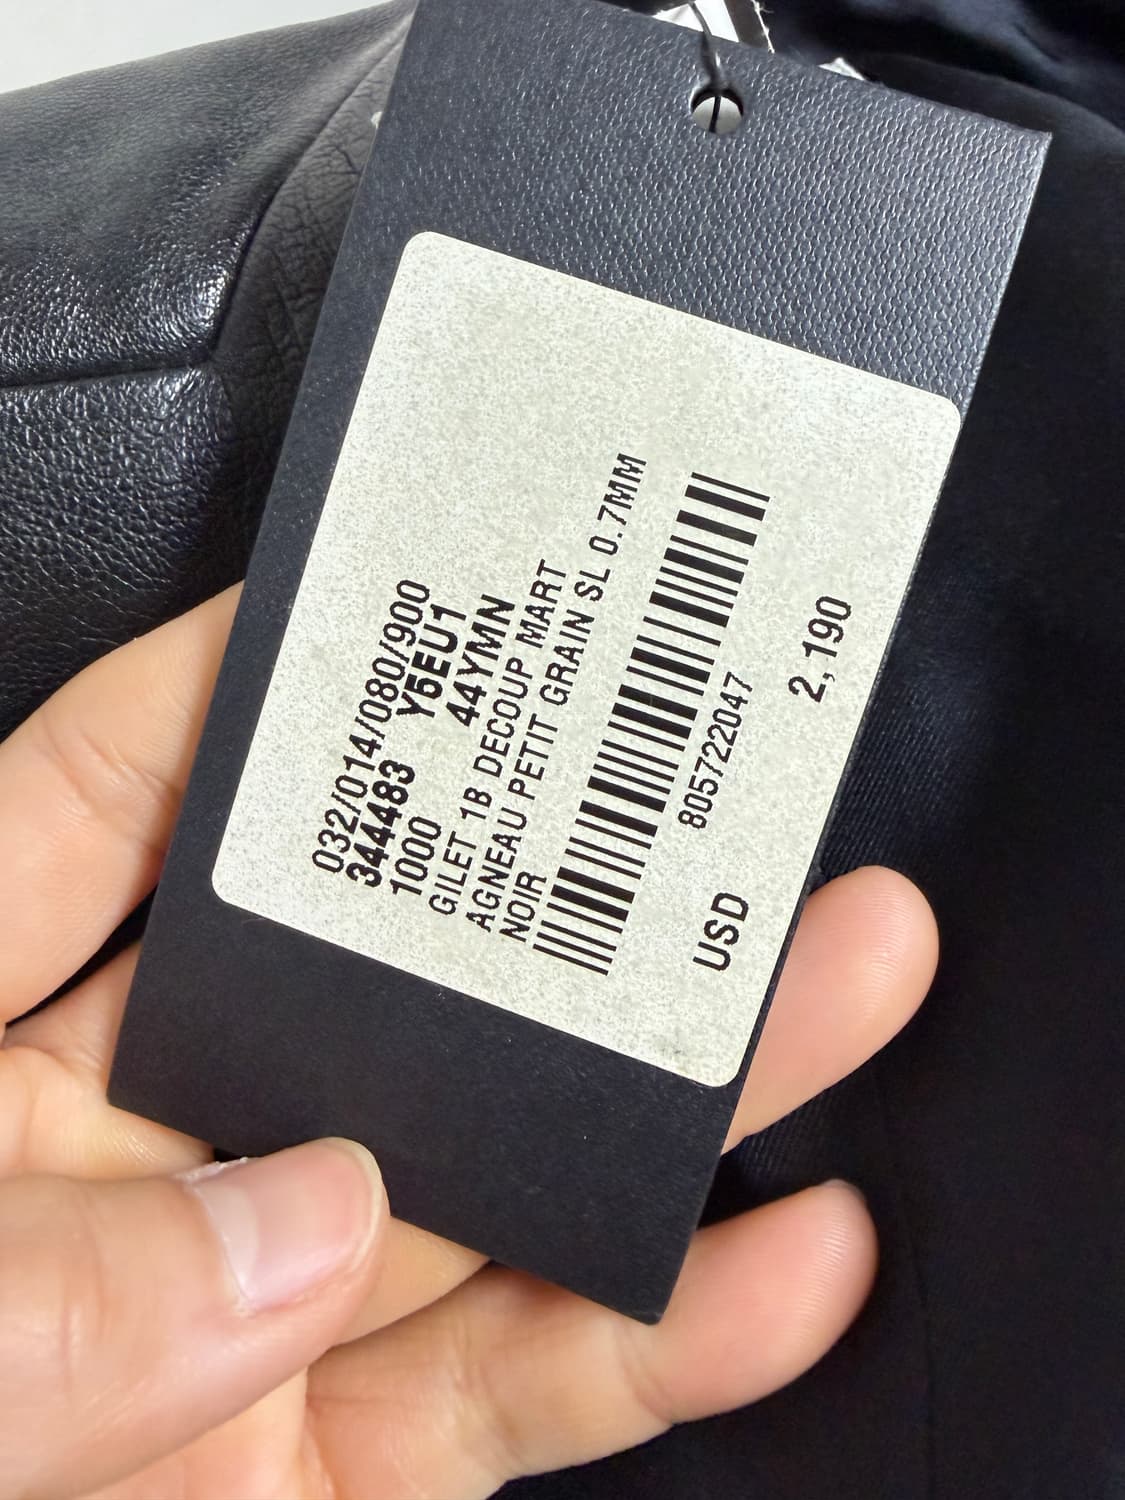 032/014/080/900
344483 Y5EU1
1000 44YMN
GILET 1B DECOUP MART
AGNEAU PETIT GRAIN SL 0.7MM
NOIR
805722047
USD 2,190